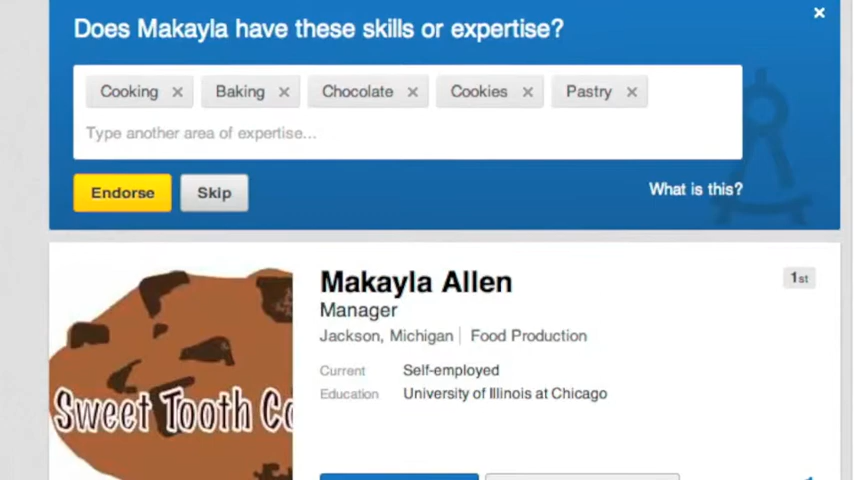 Does Makayla have these skills or expertise?
Cooking × Baking × Chocolate × Cookies × Pastry ×
Type another area of expertise...
Endorse Skip What is this?
Makayla Allen 1st
Manager
Jackson, Michigan Food Production
Current Self-employed
Education University of Illinois at Chicago
Sweet Tooth Co